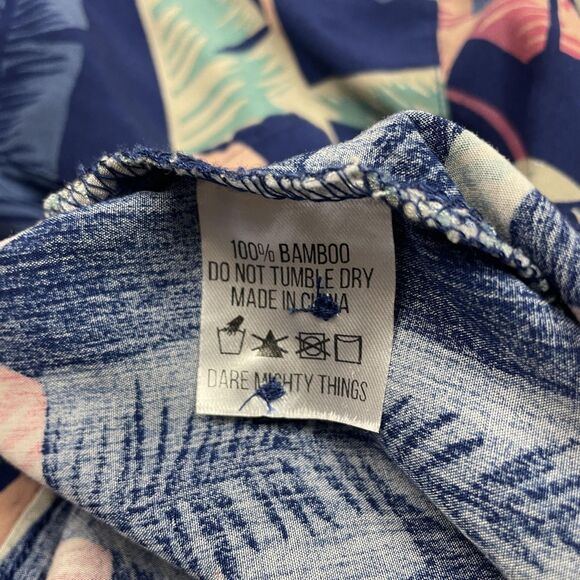 100% BAMBOO
DO NOT TUMBLE DRY
MADE IN CHINA
DARE MIGHTY THINGS